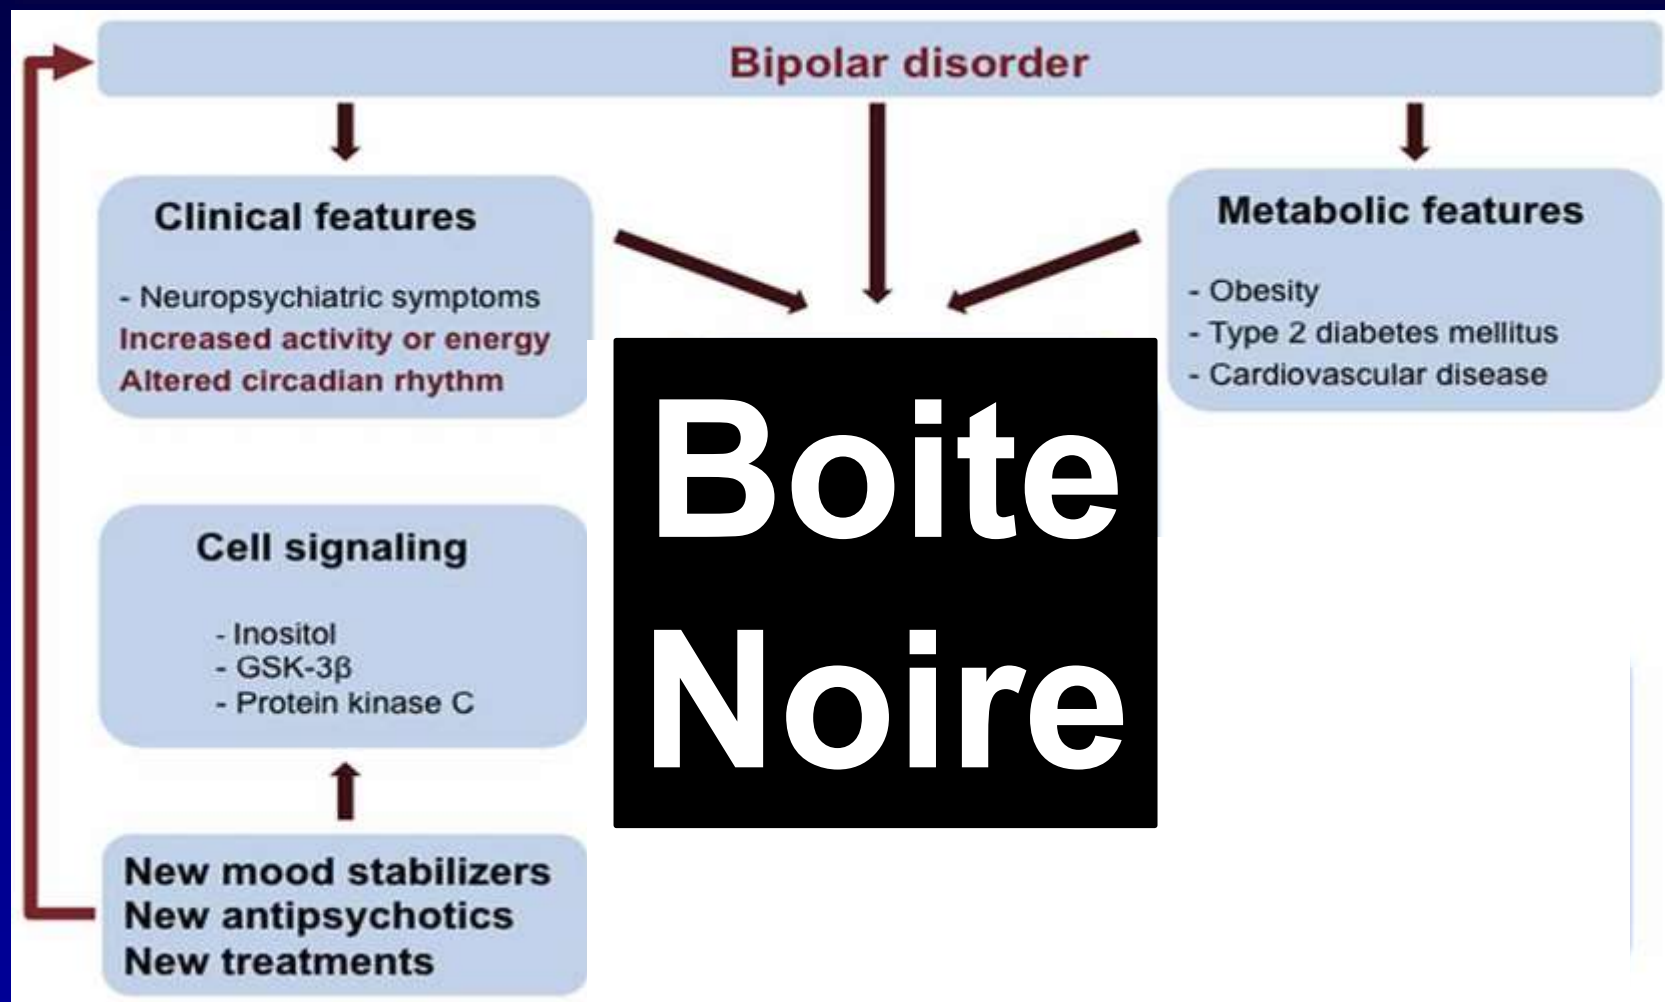 Bipolar disorder
Clinical features
- Neuropsychiatric symptoms
Increased activity or energy
Altered circadian rhythm
Metabolic features
- Obesity
- Type 2 diabetes mellitus
- Cardiovascular disease
Boite
Noire
Cell signaling
- Inositol
- GSK-3β
- Protein kinase C
New mood stabilizers
New antipsychotics
New treatments